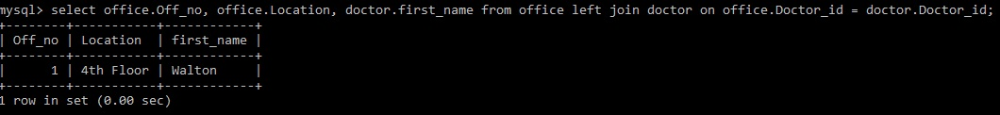 mysql> select office.Off_no, office.Location, doctor.first_name from office left join doctor on office.Doctor_id = doctor.Doctor_id;
+--------+-----------+------------+
| Off_no | Location  | first_name |
+--------+-----------+------------+
|      1 | 4th Floor | Walton     |
+--------+-----------+------------+
1 row in set (0.00 sec)